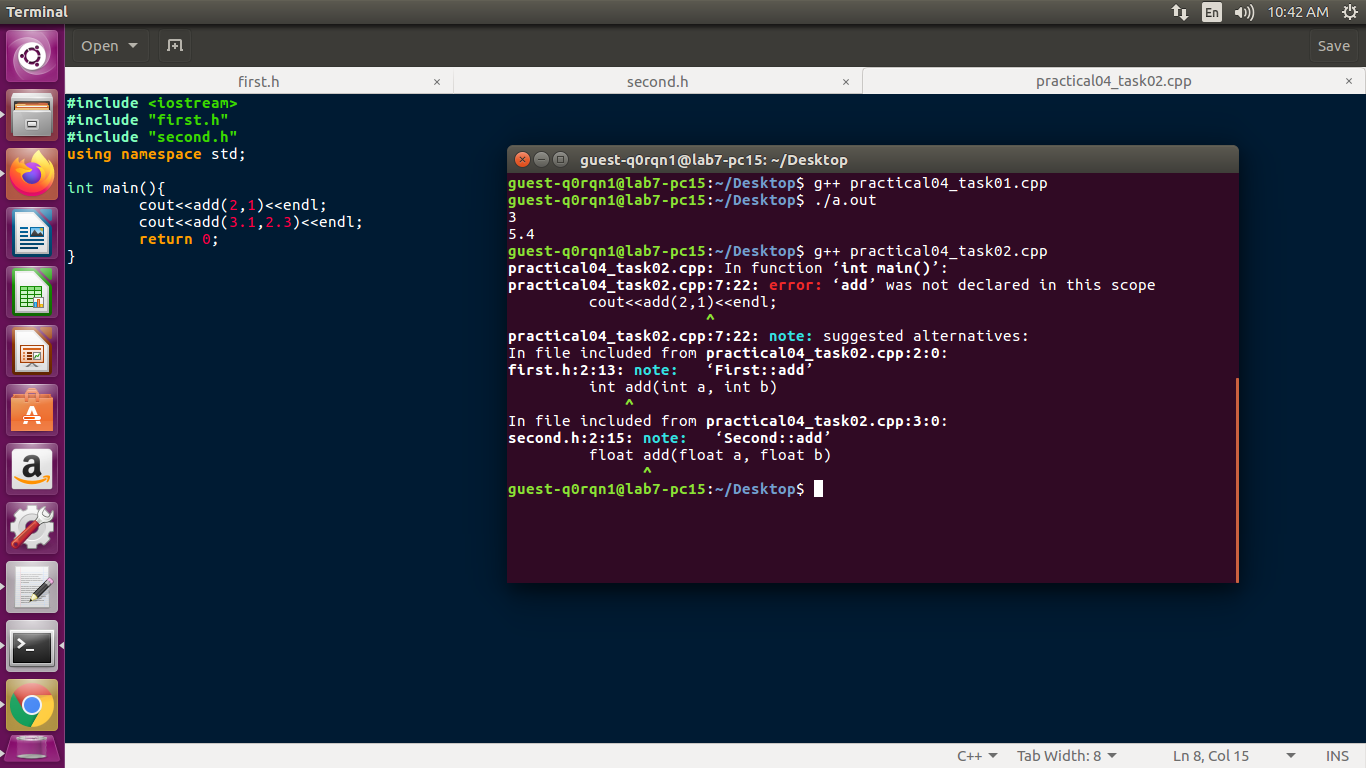 Terminal
En
10:42 AM
Open
Save
first.h ×
second.h ×
practical04_task02.cpp ×
#include <iostream>
#include "first.h"
#include "second.h"
using namespace std;
int main(){
cout<<add(2,1)<<endl;
cout<<add(3.1,2.3)<<endl;
return 0;
}
guest-q0rqn1@lab7-pc15: ~/Desktop
guest-q0rqn1@lab7-pc15:~/Desktop$ g++ practical04_task01.cpp
guest-q0rqn1@lab7-pc15:~/Desktop$ ./a.out
3
5.4
guest-q0rqn1@lab7-pc15:~/Desktop$ g++ practical04_task02.cpp
practical04_task02.cpp: In function ‘int main()’:
practical04_task02.cpp:7:22: error: ‘add’ was not declared in this scope
cout<<add(2,1)<<endl;
^
practical04_task02.cpp:7:22: note: suggested alternatives:
In file included from practical04_task02.cpp:2:0:
first.h:2:13: note:   ‘First::add’
int add(int a, int b)
^
In file included from practical04_task02.cpp:3:0:
second.h:2:15: note:   ‘Second::add’
float add(float a, float b)
^
guest-q0rqn1@lab7-pc15:~/Desktop$
C++
Tab Width: 8
Ln 8, Col 15
INS